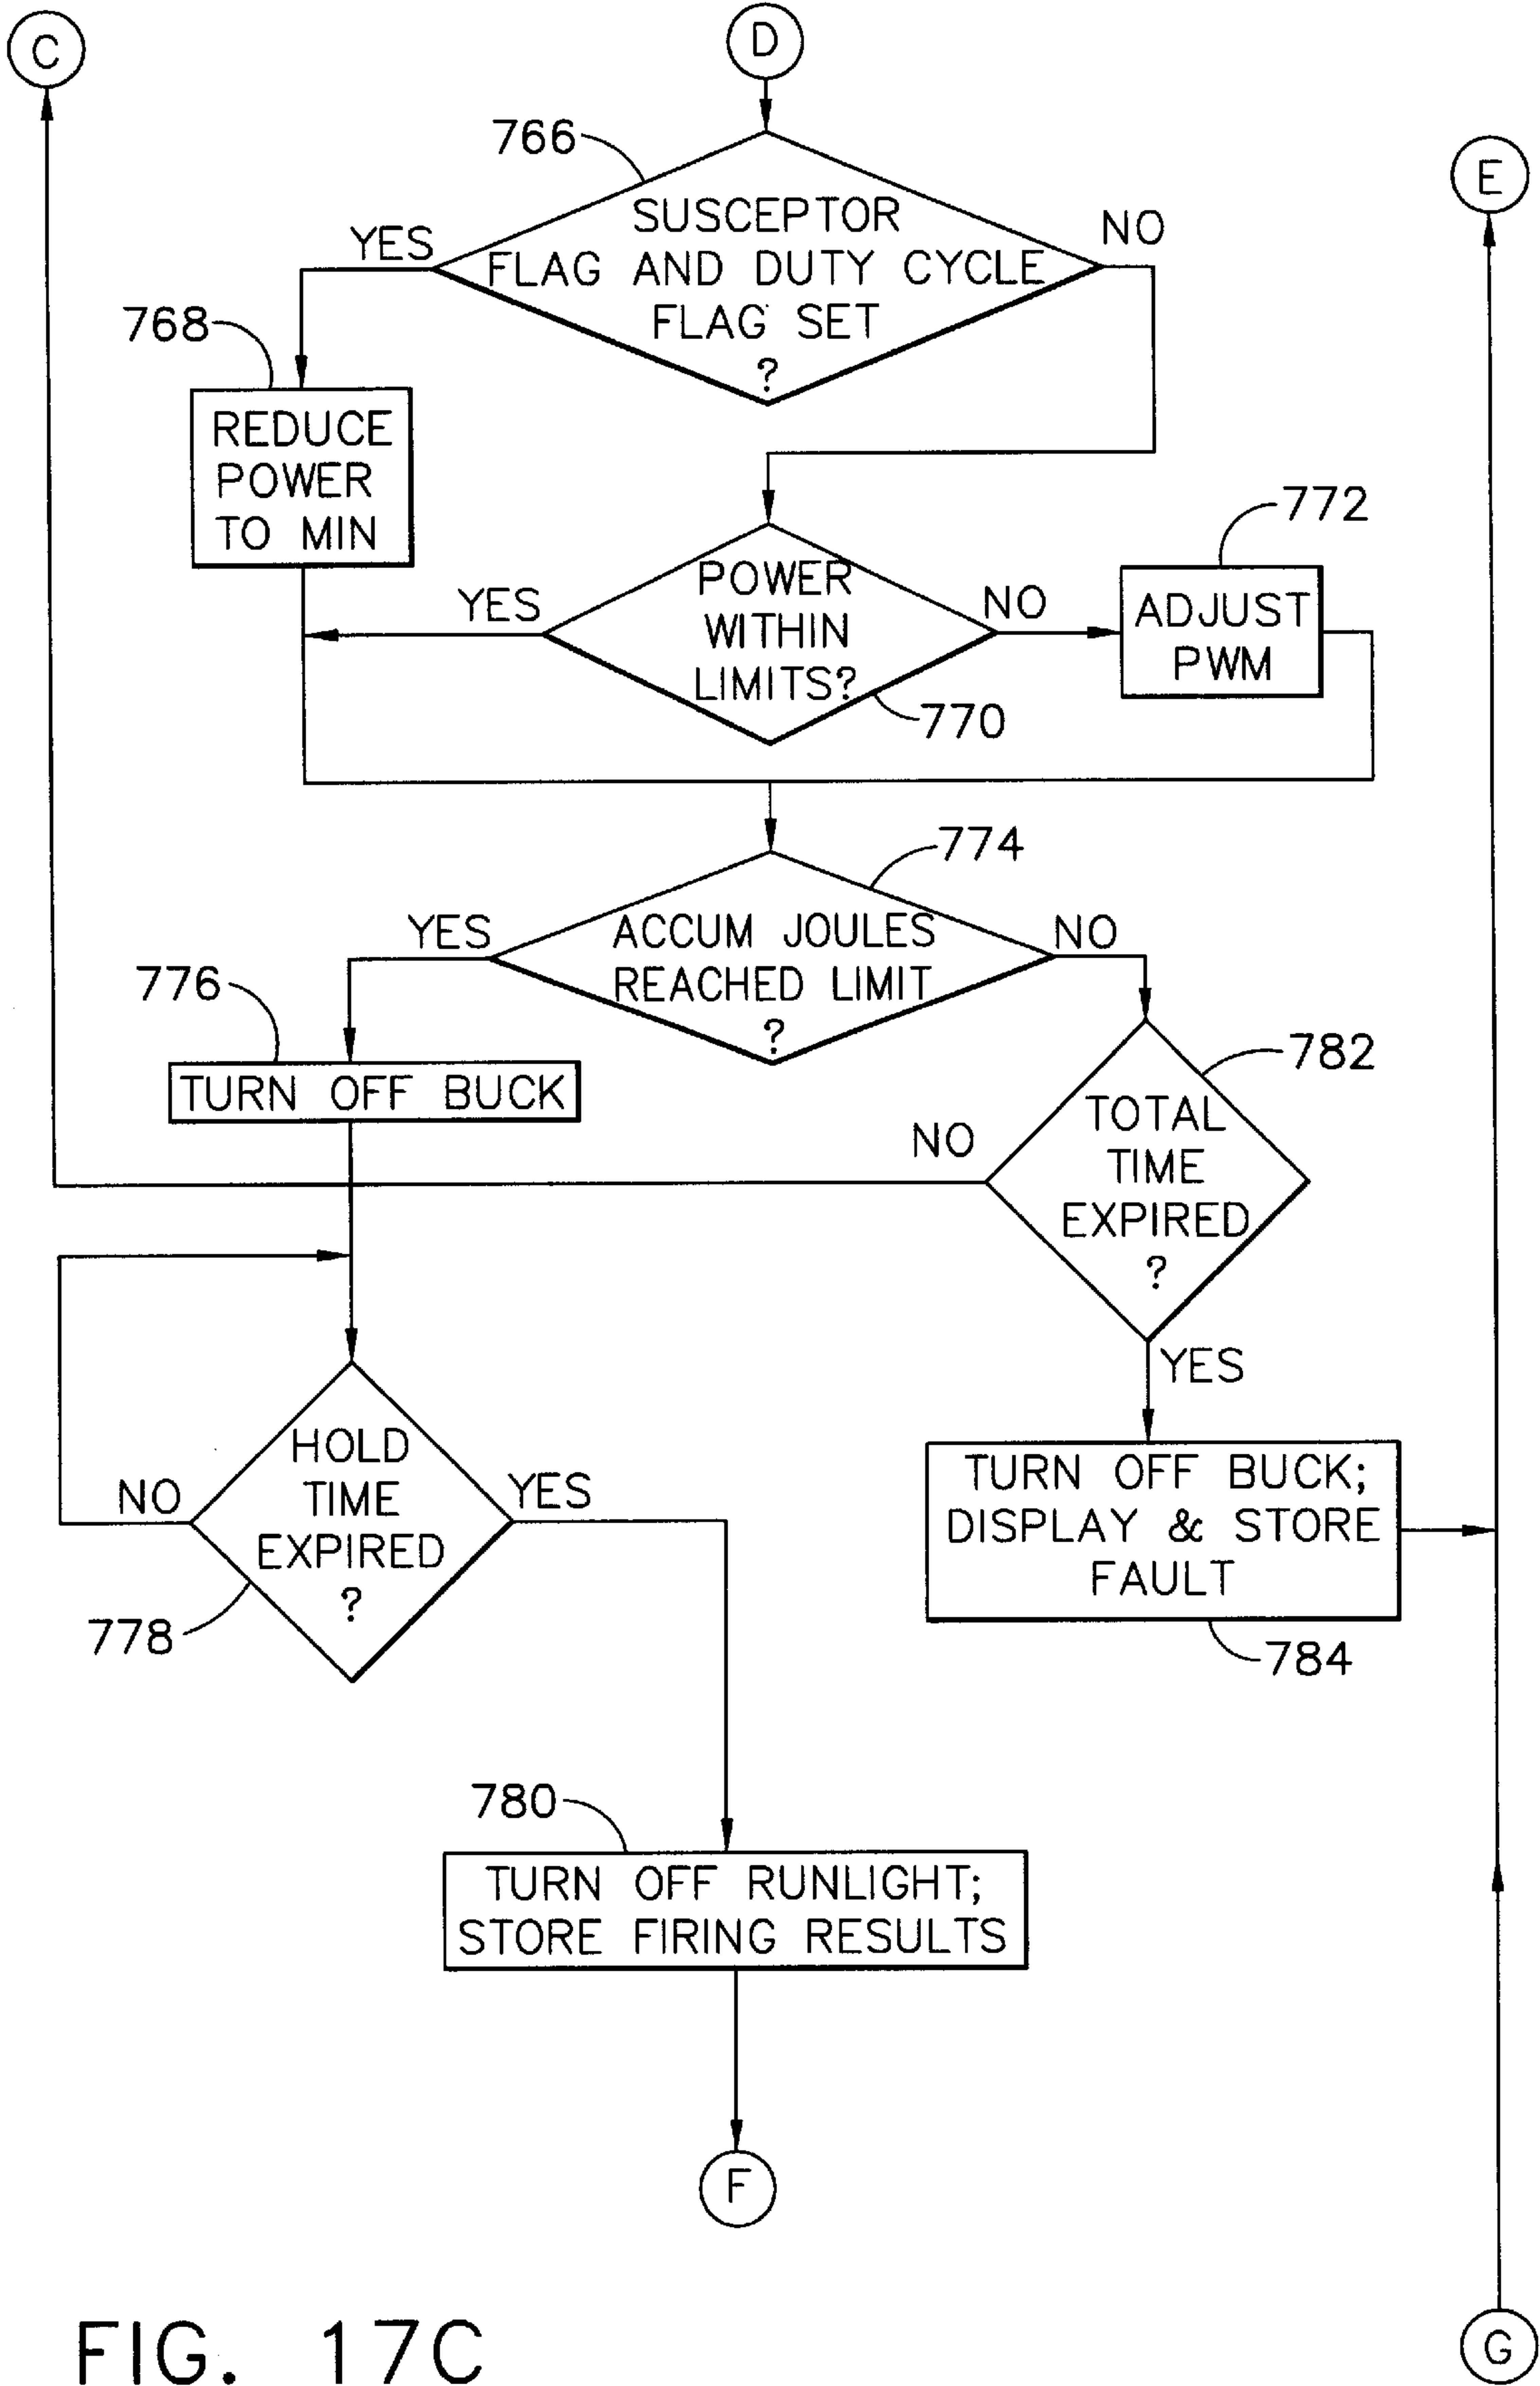 C
D
E
766
SUSCEPTOR
FLAG AND DUTY CYCLE
FLAG SET
?
YES
NO
768
REDUCE
POWER
TO MIN
772
POWER
WITHIN
LIMITS?
YES
NO
ADJUST
PWM
770
774
ACCUM JOULES
REACHED LIMIT
?
YES
NO
776
TURN OFF BUCK
782
TOTAL
TIME
EXPIRED
?
NO
YES
HOLD
TIME
EXPIRED
?
NO
YES
778
TURN OFF BUCK;
DISPLAY & STORE
FAULT
784
780
TURN OFF RUNLIGHT;
STORE FIRING RESULTS
F
G
FIG. 17C